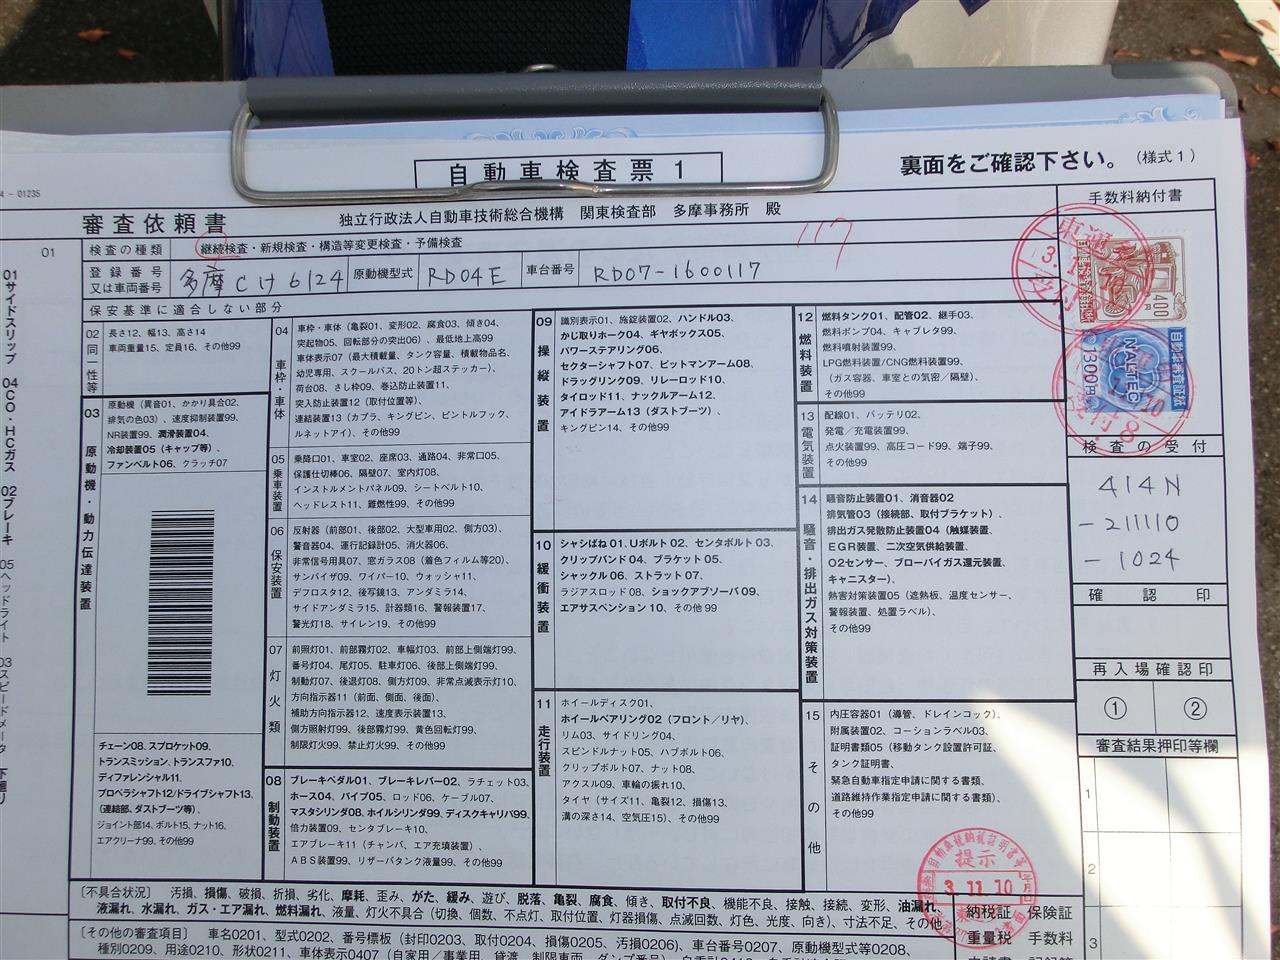 自動車検査票1
裏面をご確認下さい。(様式1)
4 - 0123S
審査依頼書
独立行政法人自動車技術総合機構 関東検査部 多摩事務所 殿
手数料納付書
01
検査の種類
継続検査・新規検査・構造等変更検査・予備検査
117
登録番号
又は車両番号
多摩 C け 6124
原動機型式
RD04E
車台番号
RD07-1600117
保安基準に適合しない部分
02 同一性等
長さ12、幅13、高さ14
車両重量15、定員16、その他99
03 原動機・動力伝達装置
原動機(異音01、かかり具合02、
排気の色03)、速度抑制装置99、
NR装置99、潤滑装置04、
冷却装置05(キャップ等)、
ファンベルト06、クラッチ07
チェーン08、スプロケット09、
トランスミッション、トランスファ10、
ディファレンシャル11、
プロペラシャフト12/ドライブシャフト13、
(連結部、ダストブーツ等)、
ジョイント部14、ボルト15、ナット16、
エアクリーナ99、その他99
04 車枠・車体
車枠・車体(亀裂01、変形02、腐食03、傾き04、
突起物05、回転部分の突出06)、最低地上高99
車体表示07(最大積載量、タンク容量、積載物品名、
幼児専用、スクールバス、20トン超ステッカー)、
荷台08、さし枠09、巻込防止装置11、
突入防止装置12(取付位置等)、
連結装置13(カプラ、キングピン、ピントルフック、
ルネットアイ)、その他99
05 乗車装置
乗降口01、車室02、座席03、通路04、非常口05、
保護仕切棒06、隔壁07、室内灯08、
インストルメントパネル09、シートベルト10、
ヘッドレスト11、難燃性99、その他99
06 保安装置
反射器(前部01、後部02、大型車用02、側方03)、
警音器04、運行記録計05、消火器06、
非常信号用具07、窓ガラス08(着色フィルム等20)、
サンバイザ09、ワイパー10、ウォッシャ11、
デフロスタ12、後写鏡13、アンダミラ14、
サイドアンダミラ15、計器類16、警報装置17、
警光灯18、サイレン19、その他99
07 灯火類
前照灯01、前部霧灯02、車幅灯03、前部上側端灯99、
番号灯04、尾灯05、駐車灯06、後部上側端灯99、
制動灯07、後退灯08、側方灯09、非常点滅表示灯10、
方向指示器11(前面、側面、後面)、
補助方向指示器12、速度表示装置13、
側方照射灯99、後部霧灯99、黄色回転灯99、
制限灯火99、禁止灯火99、その他99
08 制動装置
ブレーキペダル01、ブレーキレバー02、ラチェット03、
ホース04、パイプ05、ロッド06、ケーブル07、
マスタシリンダ08、ホイルシリンダ99、ディスクキャリパ99、
倍力装置09、センタブレーキ10、
エアブレーキ11(チャンバ、エア充填装置)、
ABS装置99、リザーバタンク液量99、その他99
09 操縦装置
識別表示01、施錠装置02、ハンドル03、
かじ取りホーク04、ギヤボックス05、
パワーステアリング06、
セクターシャフト07、ピットマンアーム08、
ドラッグリンク09、リレーロッド10、
タイロッド11、ナックルアーム12、
アイドラアーム13(ダストブーツ)、
キングピン14、その他99
10 緩衝装置
シャシばね01、Uボルト02、センタボルト03、
クリップバンド04、ブラケット05、
シャックル06、ストラット07、
ラジアスロッド08、ショックアブソーバ09、
エアサスペンション10、その他99
11 走行装置
ホイールディスク01、
ホイールベアリング02(フロント/リヤ)、
リム03、サイドリング04、
スピンドルナット05、ハブボルト06、
クリップボルト07、ナット08、
アクスル09、車輪の振れ10、
タイヤ(サイズ11、亀裂12、損傷13、
溝の深さ14、空気圧15)、その他99
12 燃料装置
燃料タンク01、配管02、継手03、
燃料ポンプ04、キャブレタ99、
燃料噴射装置99、
LPG燃料装置/CNG燃料装置99、
(ガス容器、車室との気密/隔壁)、
その他99
13 電気装置
配線01、バッテリ02、
発電/充電装置99、
点火装置99、高圧コード99、端子99、
その他99
14 騒音・排出ガス対策装置
騒音防止装置01、消音器02
排気管03(接続部、取付ブラケット)、
排出ガス発散防止装置04(触媒装置、
EGR装置、二次空気供給装置、
O2センサー、ブローバイガス還元装置、
キャニスター)、
熱害対策装置05(遮熱板、温度センサー、
警報装置、処置ラベル)、
その他99
15 その他
内圧容器01(導管、ドレインコック)、
附属装置02、コーションラベル03、
証明書類05(移動タンク設置許可証、
タンク証明書、
緊急自動車指定申請に関する書類、
道路維持作業指定申請に関する書類)、
その他99
400
自動車審査証紙
NALTEC
1300円
検査の受付
414N
-211110
-1024
確認印
再入場確認印
① ②
審査結果押印等欄
1
2
3
提示
3.11.10
納税証 保険証
重量税 手数料
[不具合状況] 汚損、損傷、破損、折損、劣化、摩耗、歪み、がた、緩み、遊び、脱落、亀裂、腐食、傾き、取付不良、機能不良、接触、接続、変形、油漏れ、
液漏れ、水漏れ、ガス・エア漏れ、燃料漏れ、液量、灯火不具合(切換、個数、不点灯、取付位置、灯器損傷、点滅回数、灯色、光度、向き)、寸法不足、その他
[その他の審査項目] 車名0201、型式0202、番号標板(封印0203、取付0204、損傷0205、汚損0206)、車台番号0207、原動機型式等0208、
種別0209、用途0210、形状0211、車体表示0407
01サイドスリップ 04CO・HCガス 02ブレーキ 05ヘッドライト 03スピードメータ 下廻り